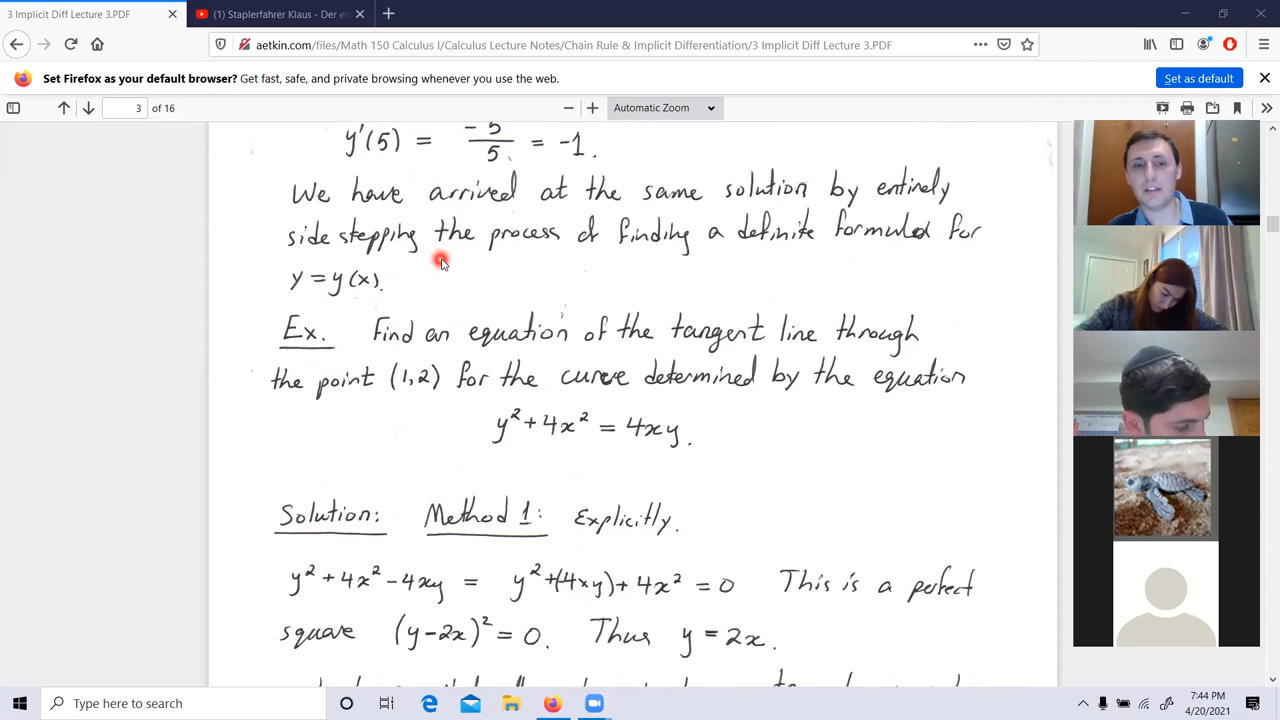 3 Implicit Diff Lecture 3.PDF
(1) Staplerfahrer Klaus - Der e
aetkin.com/files/Math 150 Calculus I/Calculus Lecture Notes/Chain Rule & Implicit Differentiation/3 Implicit Diff Lecture 3.PDF
Set Firefox as your default browser? Get fast, safe, and private browsing whenever you use the web.
Set as default
3 of 16
Automatic Zoom
y'(5) = -5/5 = -1.
We have arrived at the same solution by entirely
side stepping the process of finding a definite formula for
y = y(x).
Ex. Find an equation of the tangent line through
the point (1,2) for the curve determined by the equation
y² + 4x² = 4xy.
Solution: Method 1: Explicitly.
y² + 4x² - 4xy = y² + (4xy) + 4x² = 0 This is a perfect
square (y-2x)² = 0. Thus y = 2x.
Type here to search
7:44 PM
4/20/2021